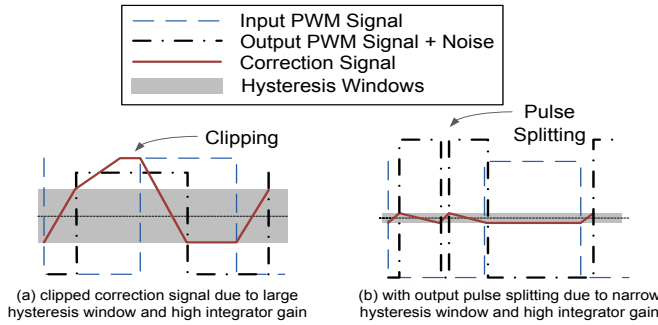 Input PWM Signal
Output PWM Signal + Noise
Correction Signal
Hysteresis Windows
Clipping
Pulse
Splitting
(a) clipped correction signal due to large
hysteresis window and high integrator gain
(b) with output pulse splitting due to narrow
hysteresis window and high integrator gain